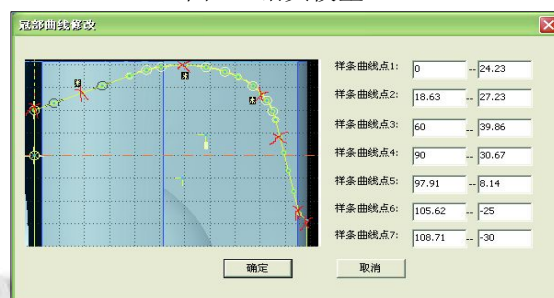 冠部曲线修改
样条曲线点1: 0 -- 24.23
样条曲线点2: 18.63 -- 27.23
样条曲线点3: 60 -- 39.86
样条曲线点4: 90 -- 30.67
样条曲线点5: 97.91 -- 8.14
样条曲线点6: 105.62 -- -25
样条曲线点7: 108.71 -- -30
确定 取消